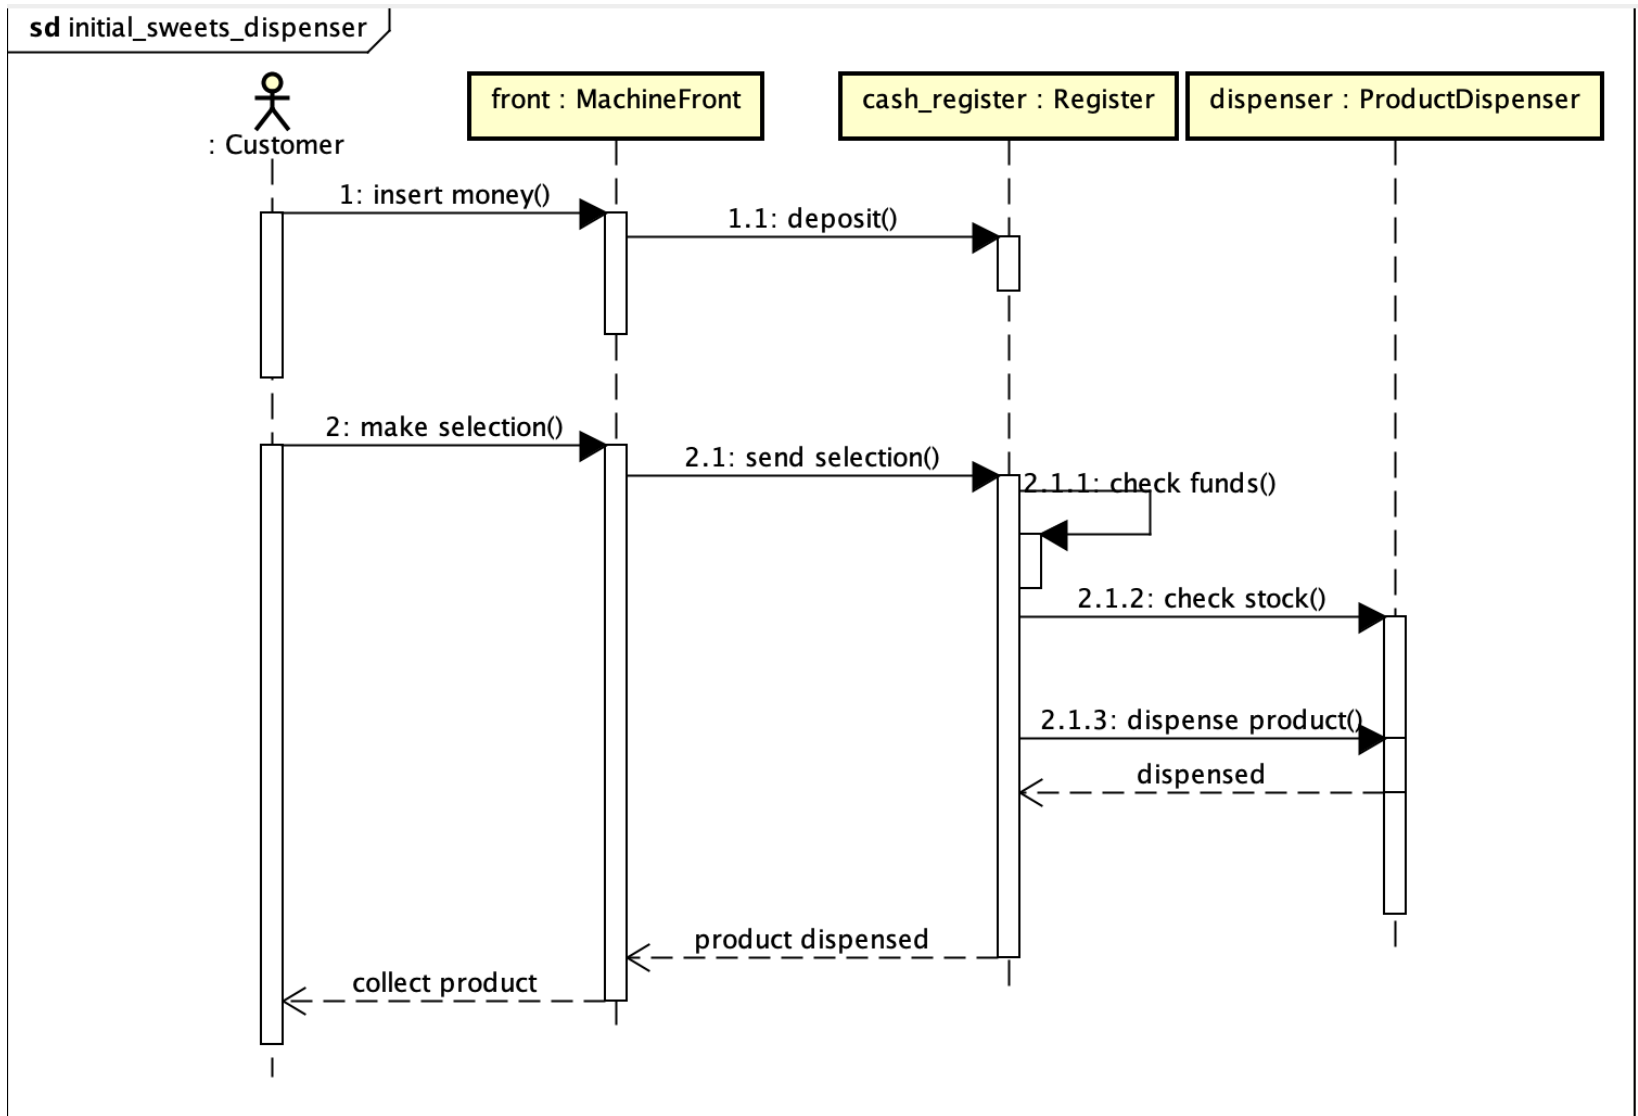 sd initial_sweets_dispenser
: Customer
front : MachineFront
cash_register : Register
dispenser : ProductDispenser
1: insert money()
1.1: deposit()
2: make selection()
2.1: send selection()
2.1.1: check funds()
2.1.2: check stock()
2.1.3: dispense product()
dispensed
product dispensed
collect product